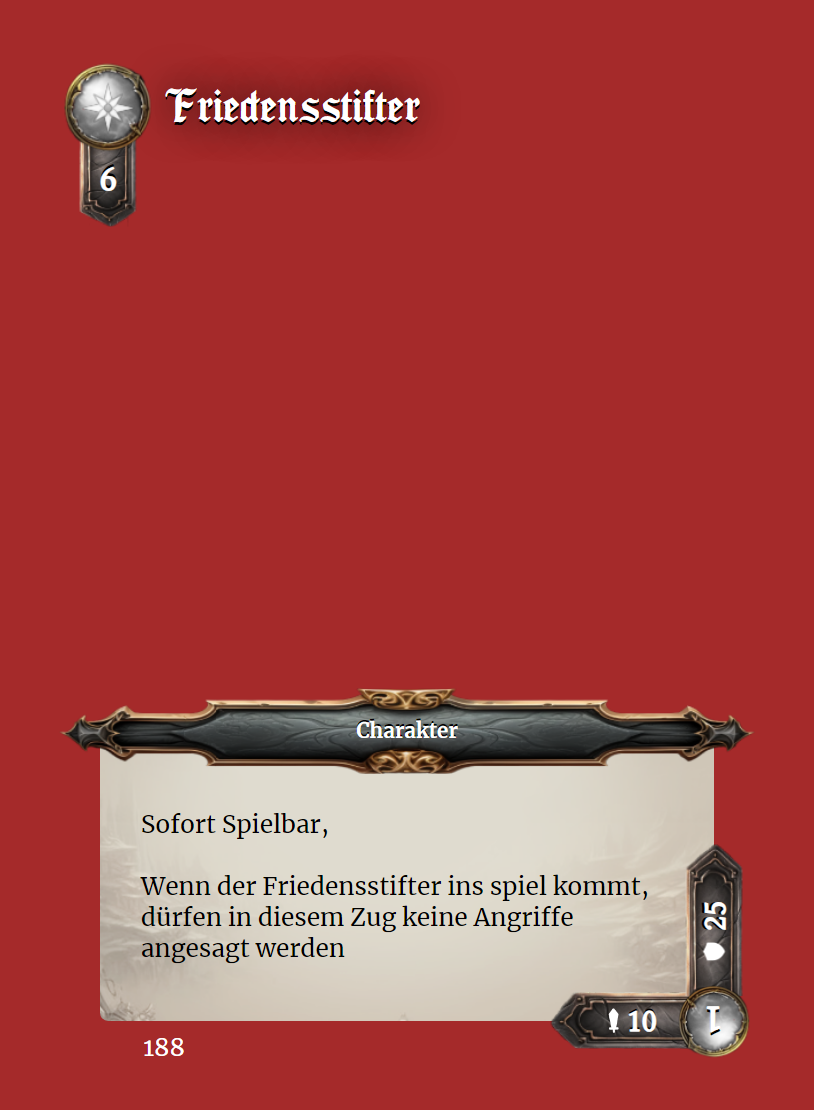 Friedensstifter
6
Charakter
Sofort Spielbar,
Wenn der Friedensstifter ins spiel kommt,
dürfen in diesem Zug keine Angriffe
angesagt werden
25
10
1
188